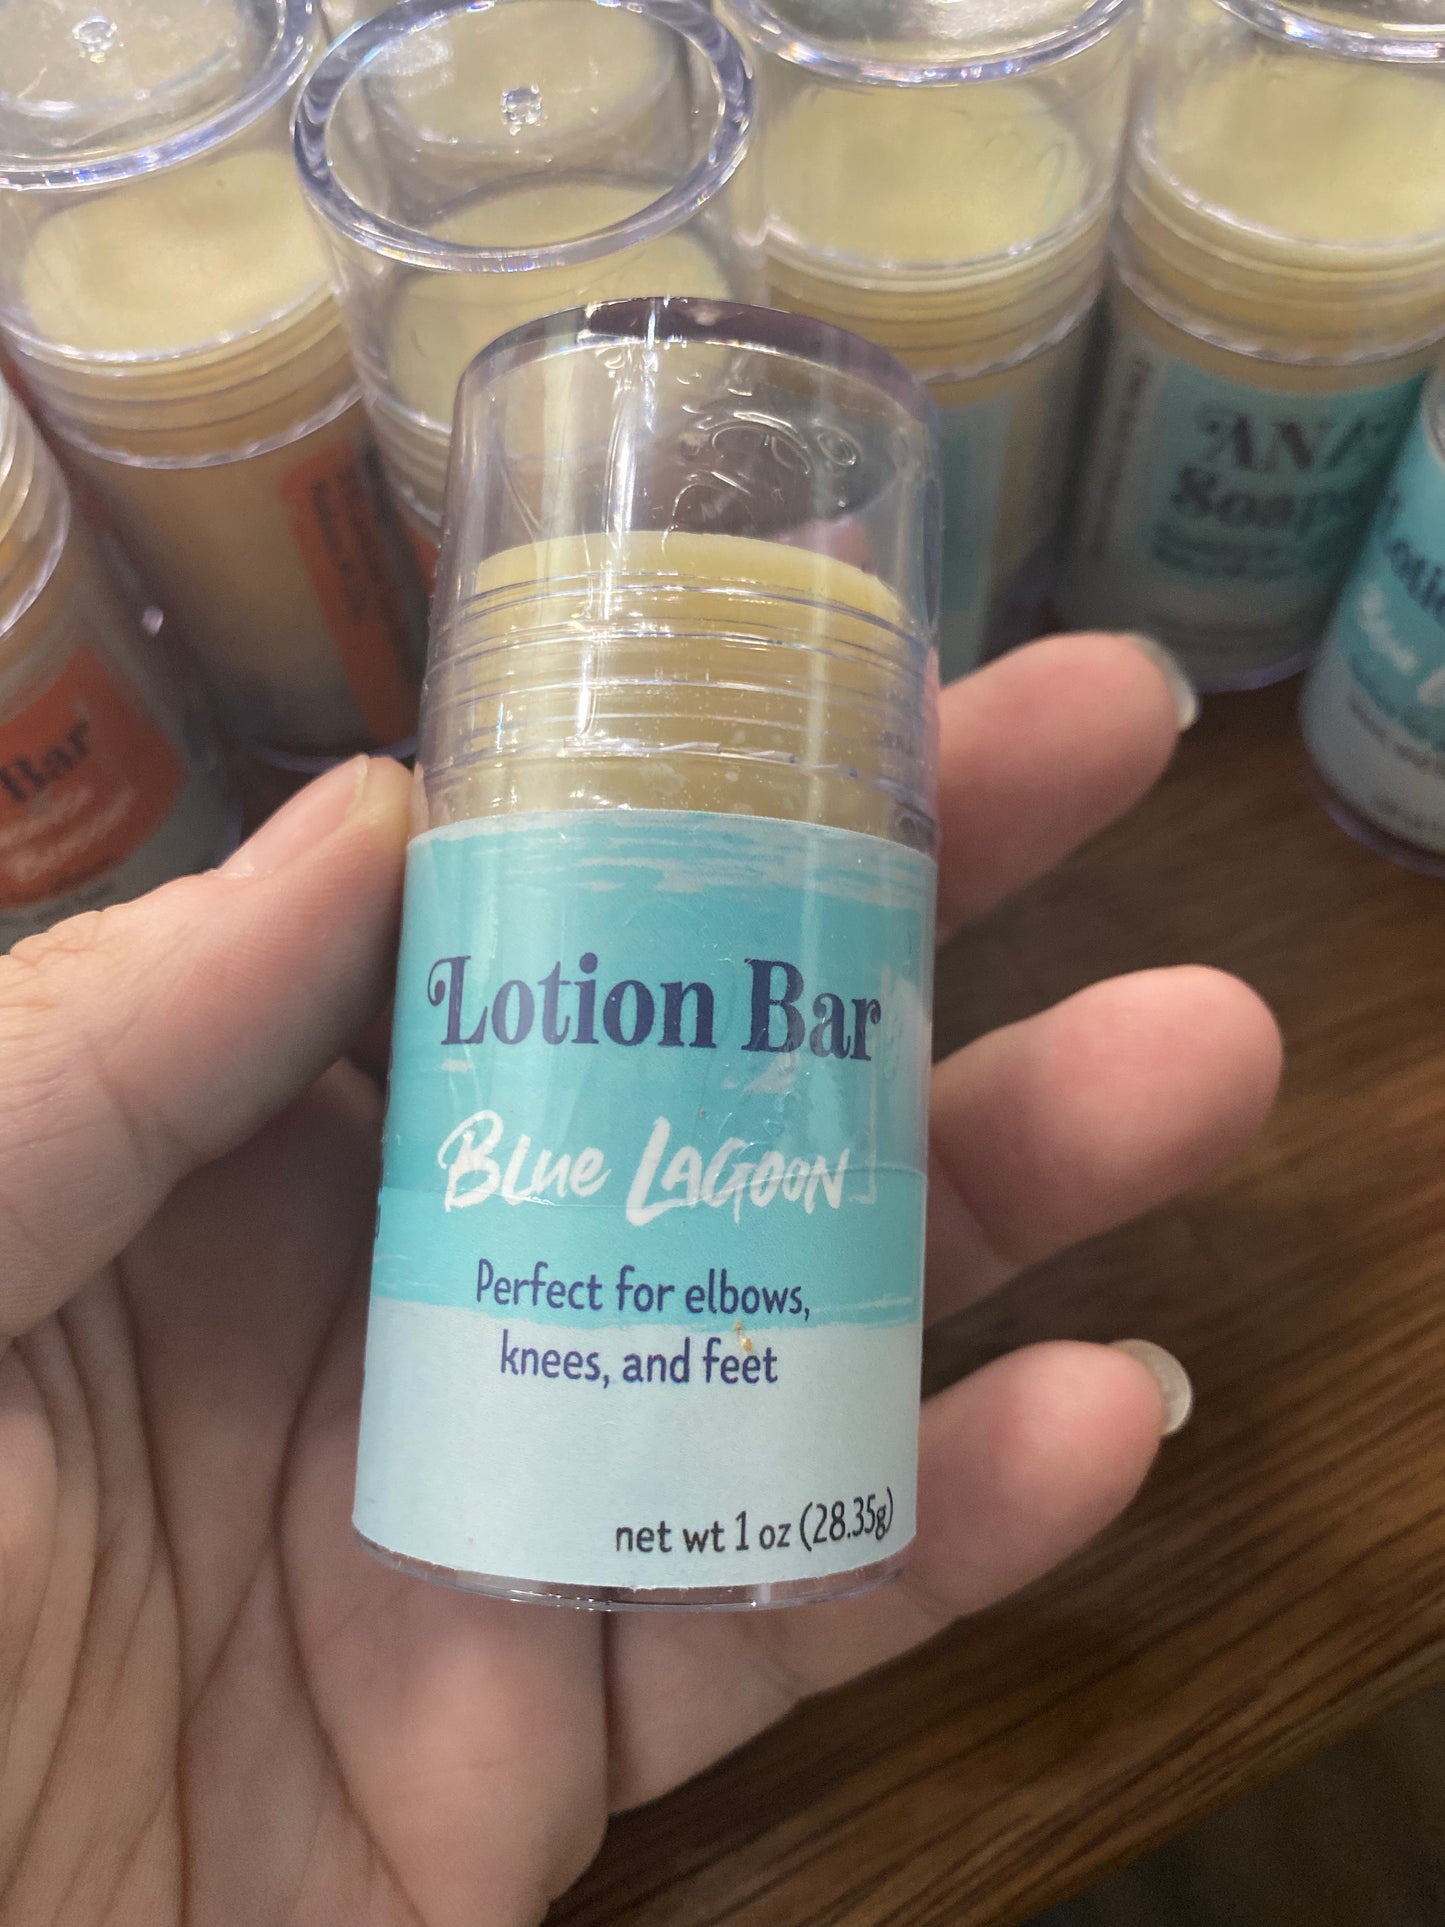 Lotion Bar
Blue Lagoon
Perfect for elbows,
knees, and feet
net wt 1 oz (28.35g)
Bar